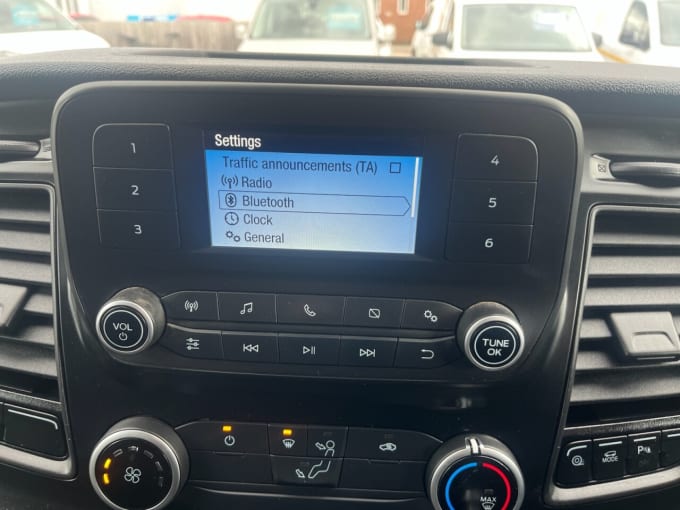 Settings
Traffic announcements (TA)
Radio
Bluetooth
Clock
General
1
2
3
4
5
6
VOL
TUNE
OK
MAX
MODE